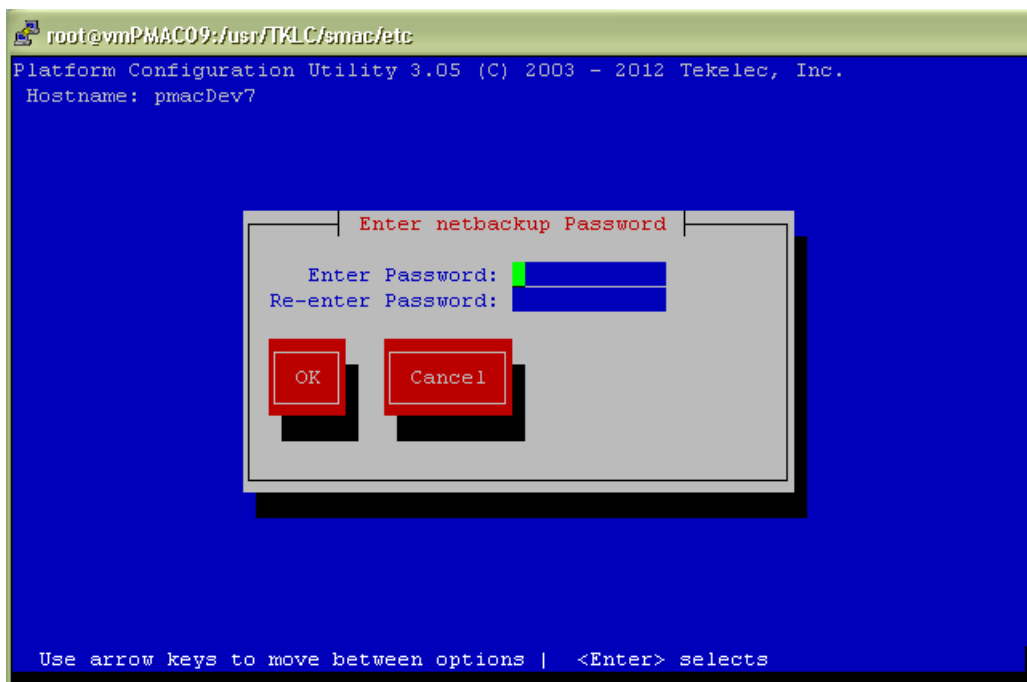 root@vmPMAC09:/usr/TKLC/smac/etc
Platform Configuration Utility 3.05 (C) 2003 - 2012 Tekelec, Inc.
Hostname: pmacDev7
Enter netbackup Password
Enter Password:
Re-enter Password:
OK Cancel
Use arrow keys to move between options | <Enter> selects